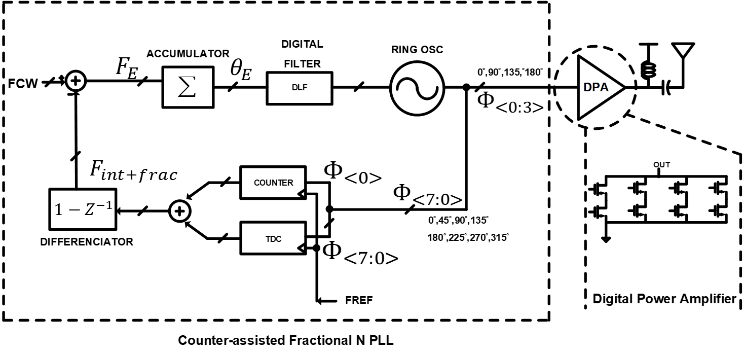 FCW
+
F_E
ACCUMULATOR
Σ
θ_E
DIGITAL
FILTER
DLF
RING OSC
0°,90°,135,°180°
Φ<0:3>
DPA
F_int+frac
1 − Z⁻¹
DIFFERENCIATOR
+
COUNTER
TDC
Φ<0>
Φ<7:0>
Φ<7:0>
0°,45°,90°,135°
180°,225°,270°,315°
FREF
OUT
Digital Power Amplifier
Counter-assisted Fractional N PLL